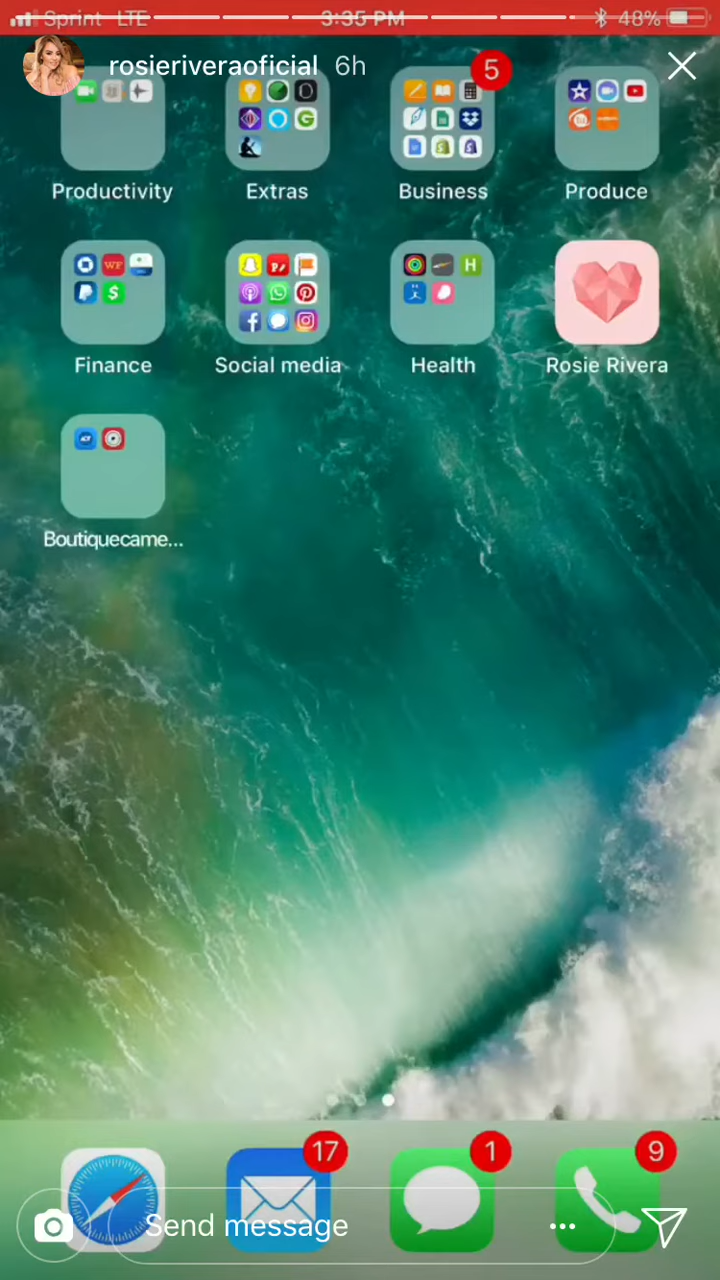 Sprint LTE 3:35 PM 48%
rosieriveraoficial 6h
5
Productivity Extras Business Produce
WF
H
Finance Social media Health Rosie Rivera
Boutiquecame...
17 1 9
Send message